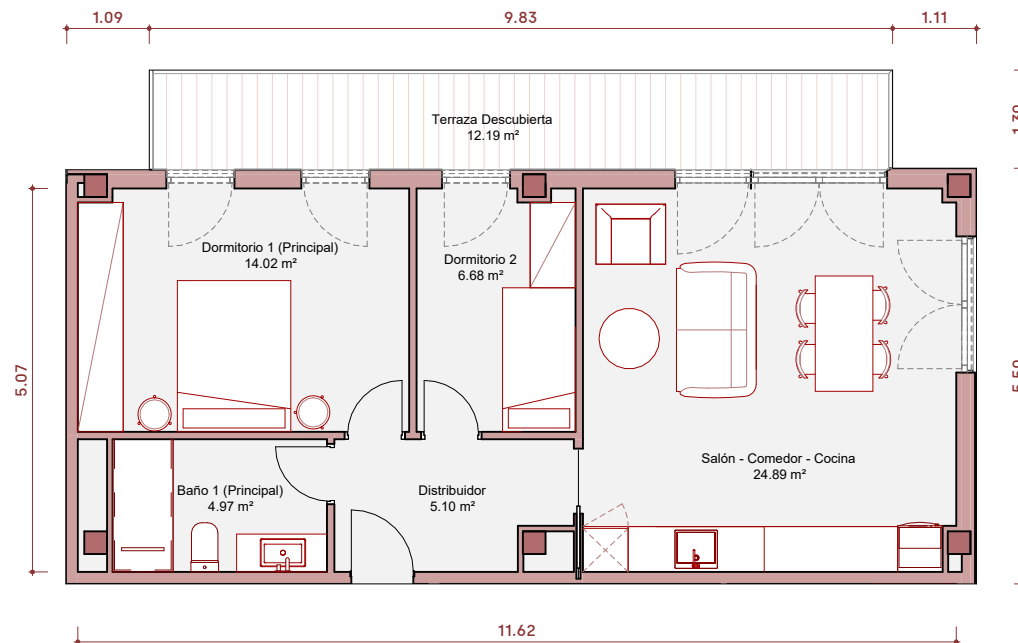 1.09
9.83
1.11
Terraza Descubierta
12.19 m²
Dormitorio 1 (Principal)
14.02 m²
Dormitorio 2
6.68 m²
5.07
Salón - Comedor - Cocina
24.89 m²
Baño 1 (Principal)
4.97 m²
Distribuidor
5.10 m²
11.62